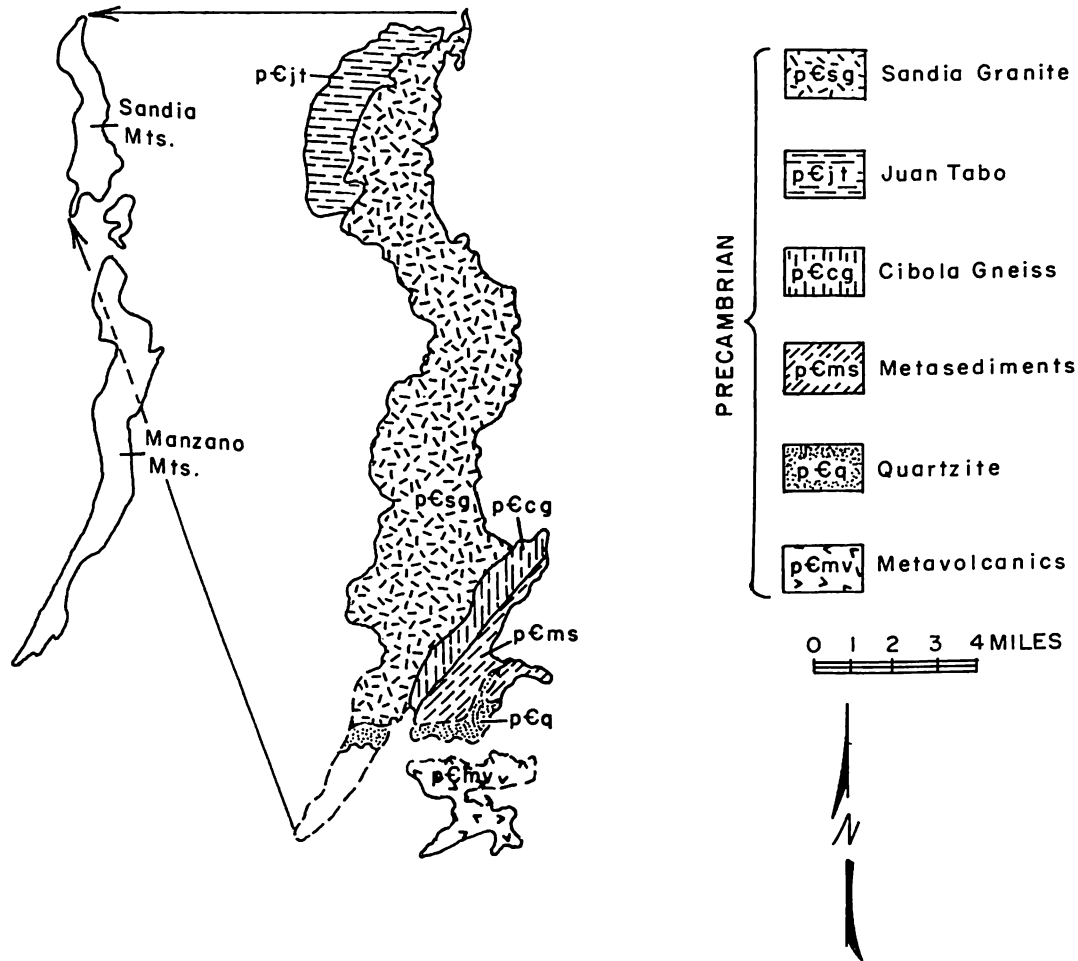 Sandia
Mts.
Manzano
Mts.
p€jt
p€sg
p€cg
p€ms
p€q
p€mv
PRECAMBRIAN
p€sg Sandia Granite
p€jt Juan Tabo
p€cg Cibola Gneiss
p€ms Metasediments
p€q Quartzite
p€mv Metavolcanics
0 1 2 3 4 MILES
N